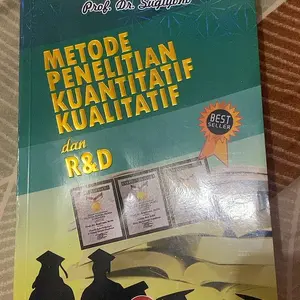 Prof. Dr. Sugiyono
METODE
PENELITIAN
KUANTITATIF
KUALITATIF
dan
R&D
BEST
SELLER